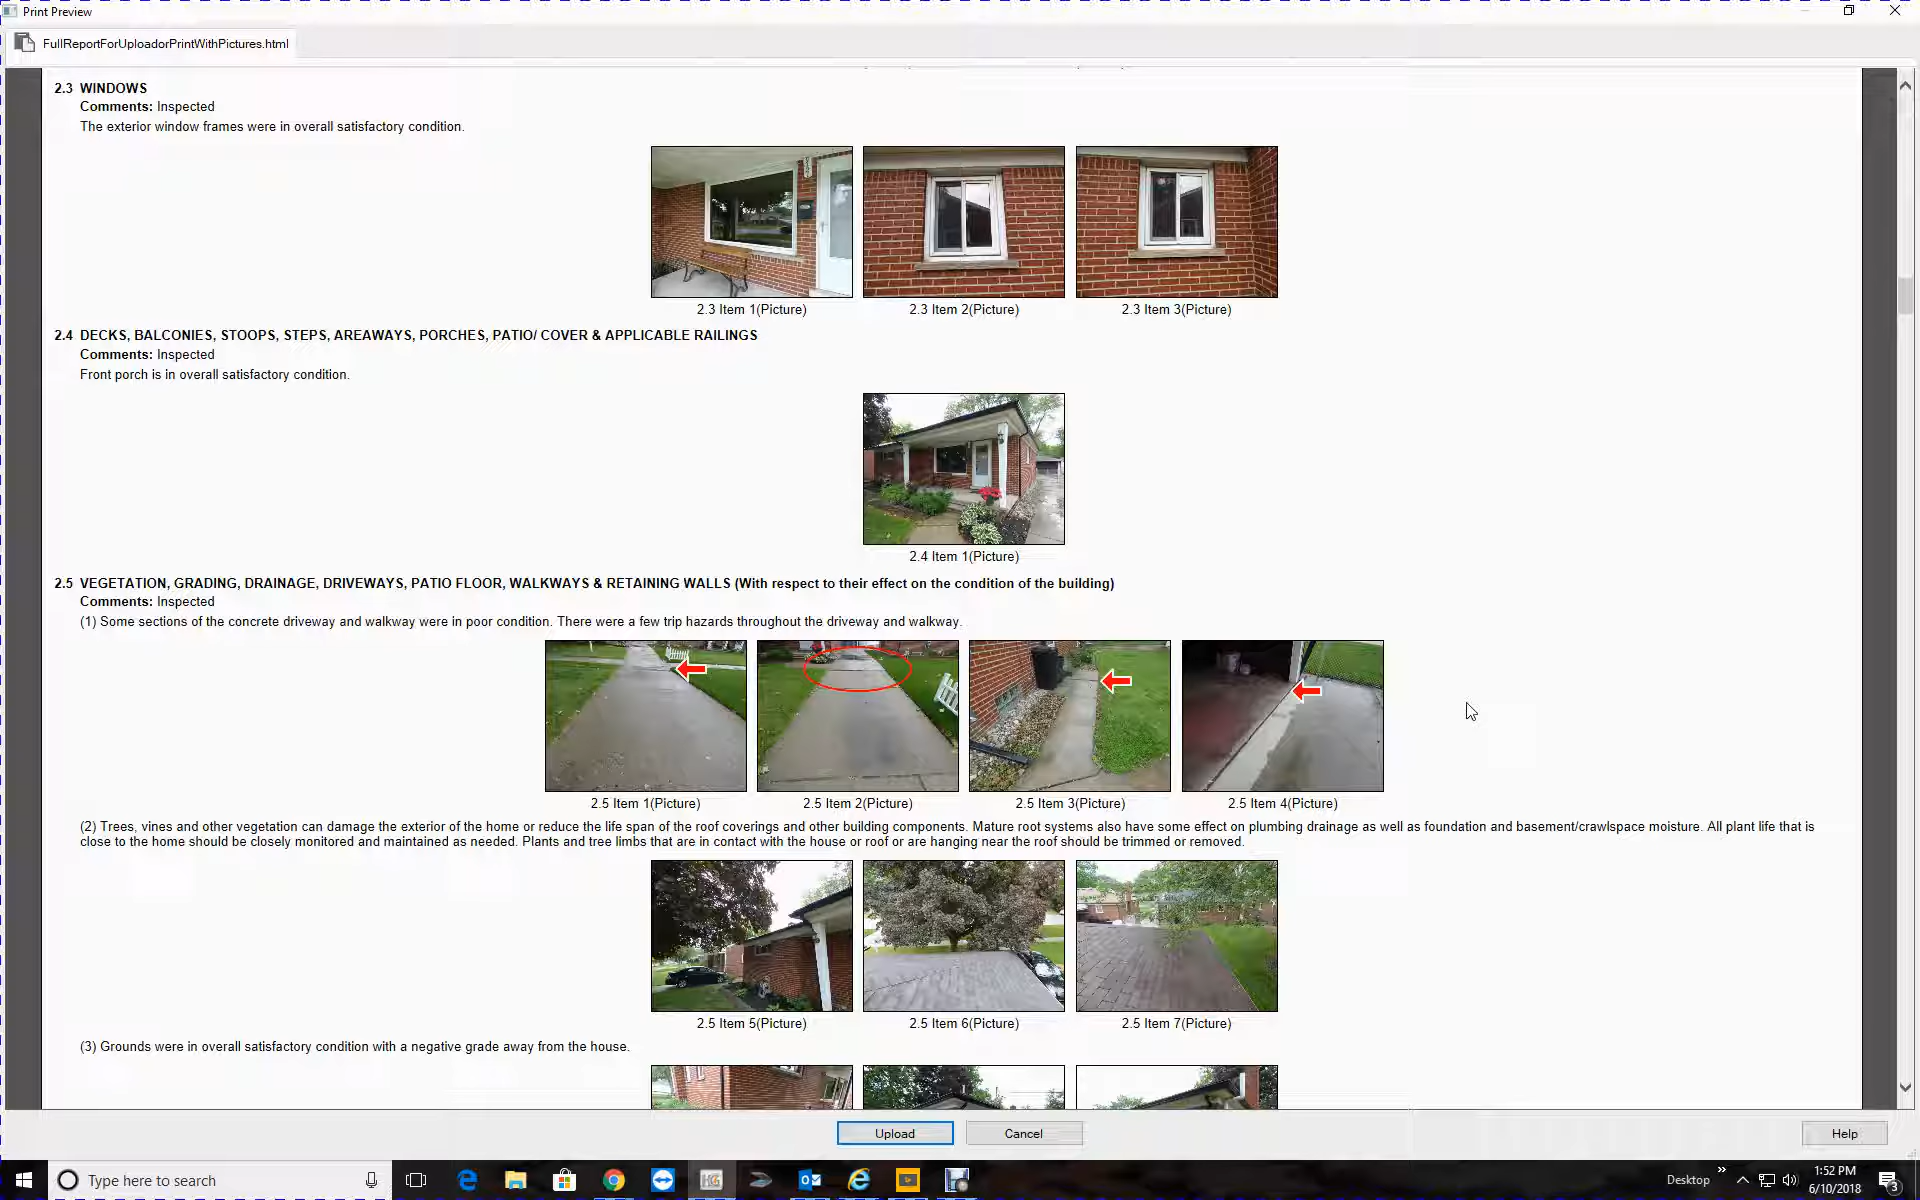 Print Preview
FullReportForUploadorPrintWithPictures.html
2.3 WINDOWS
Comments: Inspected
The exterior window frames were in overall satisfactory condition.
2.3 Item 1(Picture)
2.3 Item 2(Picture)
2.3 Item 3(Picture)
2.4 DECKS, BALCONIES, STOOPS, STEPS, AREAWAYS, PORCHES, PATIO/ COVER & APPLICABLE RAILINGS
Comments: Inspected
Front porch is in overall satisfactory condition.
2.4 Item 1(Picture)
2.5 VEGETATION, GRADING, DRAINAGE, DRIVEWAYS, PATIO FLOOR, WALKWAYS & RETAINING WALLS (With respect to their effect on the condition of the building)
Comments: Inspected
(1) Some sections of the concrete driveway and walkway were in poor condition. There were a few trip hazards throughout the driveway and walkway.
2.5 Item 1(Picture)
2.5 Item 2(Picture)
2.5 Item 3(Picture)
2.5 Item 4(Picture)
(2) Trees, vines and other vegetation can damage the exterior of the home or reduce the life span of the roof coverings and other building components. Mature root systems also have some effect on plumbing drainage as well as foundation and basement/crawlspace moisture. All plant life that is
close to the home should be closely monitored and maintained as needed. Plants and tree limbs that are in contact with the house or roof or are hanging near the roof should be trimmed or removed.
2.5 Item 5(Picture)
2.5 Item 6(Picture)
2.5 Item 7(Picture)
(3) Grounds were in overall satisfactory condition with a negative grade away from the house.
Upload
Cancel
Help
Type here to search
HG
Desktop
1:52 PM
6/10/2018
3